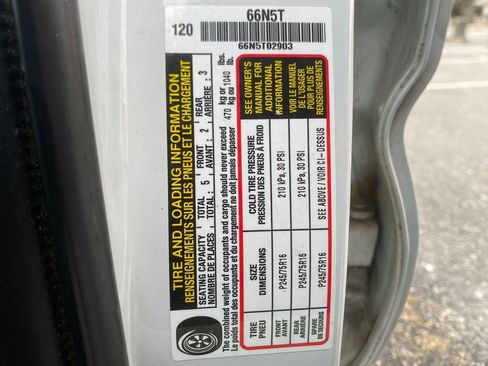 66N5T
120
66N5T02903
TIRE AND LOADING INFORMATION
RENSEIGNEMENTS SUR LES PNEUS ET LE CHARGEMENT
SEATING CAPACITY TOTAL : 5 FRONT : 2 REAR : 3
NOMBRE DE PLACES AVANT ARRIÈRE
The combined weight of occupants and cargo should never exceed 470 kg or 1040 lbs.
Le poids total des occupants et du chargement ne doit jamais dépasser 470 kg ou 1040 lb.
TIRE SIZE COLD TIRE PRESSURE
PNEU DIMENSIONS PRESSION DES PNEUS À FROID
FRONT P245/75R16 210 kPa, 30 PSI
AVANT
REAR P245/75R16 210 kPa, 30 PSI
ARRIÈRE
SPARE P245/75R16 SEE ABOVE / VOIR CI - DESSUS
DE SECOURS
SEE OWNER'S
MANUAL FOR
ADDITIONAL
INFORMATION
VOIR LE MANUEL
DE L'USAGER
POUR PLUS DE
RENSEIGNEMENTS